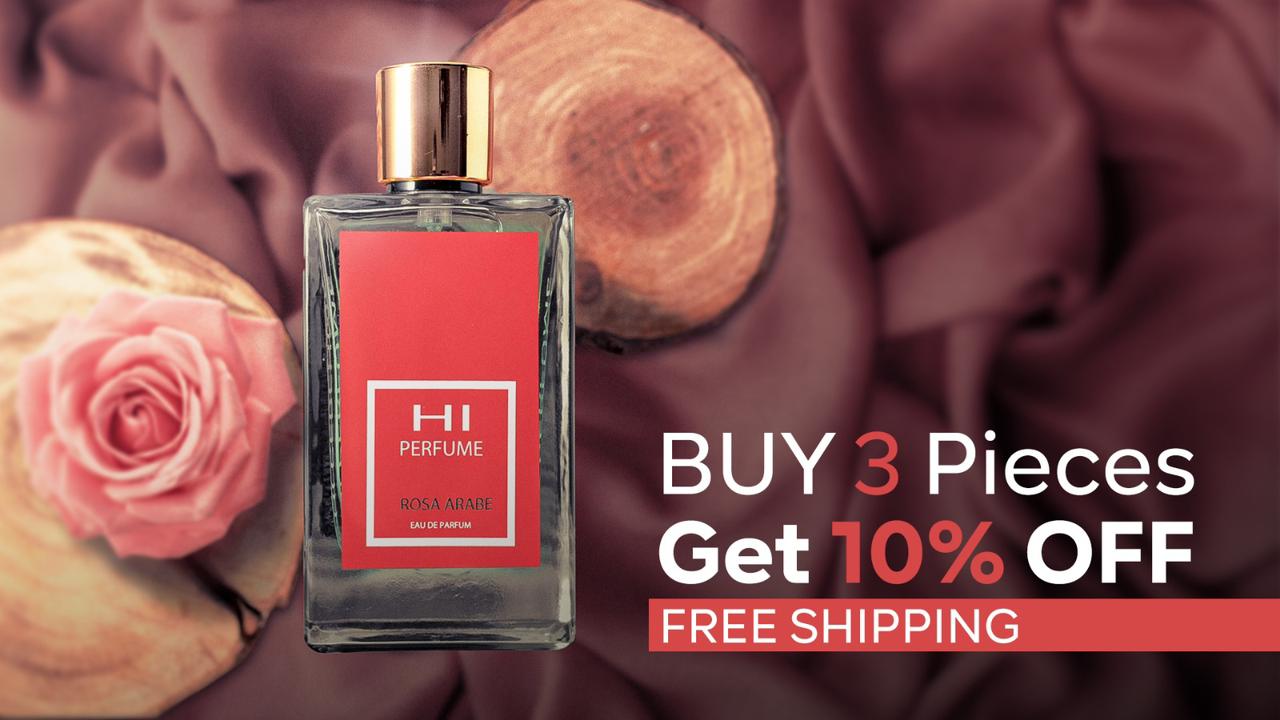 HI
PERFUME
ROSA ARABE
EAU DE PARFUM
BUY 3 Pieces
Get 10% OFF
FREE SHIPPING